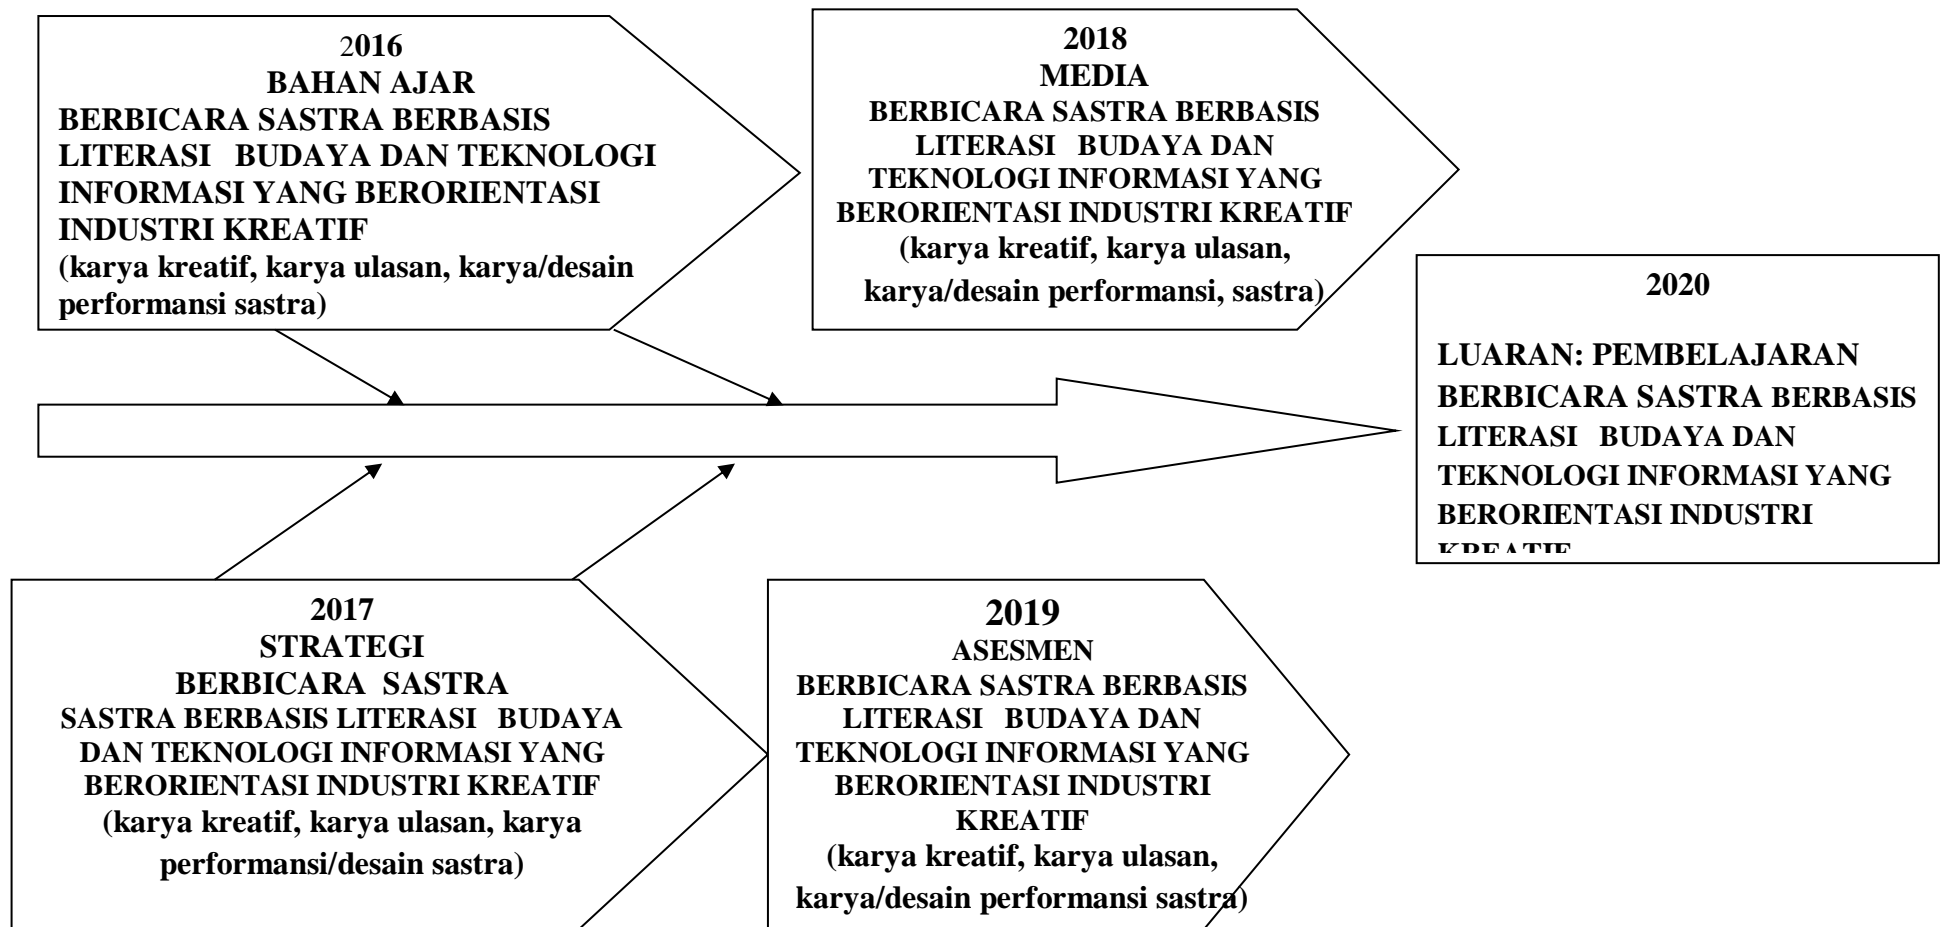 2016
BAHAN AJAR
BERBICARA SASTRA BERBASIS
LITERASI BUDAYA DAN TEKNOLOGI
INFORMASI YANG BERORIENTASI
INDUSTRI KREATIF
(karya kreatif, karya ulasan, karya/desain
performansi sastra)
2018
MEDIA
BERBICARA SASTRA BERBASIS
LITERASI BUDAYA DAN
TEKNOLOGI INFORMASI YANG
BERORIENTASI INDUSTRI KREATIF
(karya kreatif, karya ulasan,
karya/desain performansi, sastra)
2020
LUARAN: PEMBELAJARAN
BERBICARA SASTRA BERBASIS
LITERASI BUDAYA DAN
TEKNOLOGI INFORMASI YANG
BERORIENTASI INDUSTRI
KREATIF
2017
STRATEGI
BERBICARA SASTRA
SASTRA BERBASIS LITERASI BUDAYA
DAN TEKNOLOGI INFORMASI YANG
BERORIENTASI INDUSTRI KREATIF
(karya kreatif, karya ulasan, karya
performansi/desain sastra)
2019
ASESMEN
BERBICARA SASTRA BERBASIS
LITERASI BUDAYA DAN
TEKNOLOGI INFORMASI YANG
BERORIENTASI INDUSTRI
KREATIF
(karya kreatif, karya ulasan,
karya/desain performansi sastra)